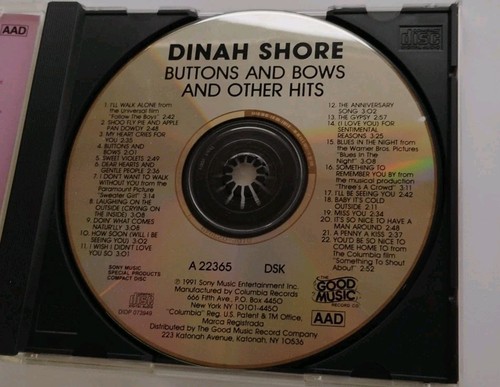 AAD
DINAH SHORE
BUTTONS AND BOWS
AND OTHER HITS
1. I'LL WALK ALONE from
the Universal film
"Follow The Boys" 2:42
2. SHOO FLY PIE AND APPLE
PAN DOWDY 2:48
3. MY HEART CRIES FOR
YOU 3:35
4. BUTTONS AND
BOWS 2:01
5. SWEET VIOLETS 2:49
6. DEAR HEARTS AND
GENTLE PEOPLE 2:36
7. I DON'T WANT TO WALK
WITHOUT YOU from the
Paramount Picture
"Sweater Girl" 3:14
8. LAUGHING ON THE
OUTSIDE (CRYING ON
THE INSIDE) 3:08
9. DOIN' WHAT COMES
NATURLLY 3:08
10. HOW SOON (WILL I BE
SEEING YOU) 3:02
11. I WISH I DIDN'T LOVE
YOU SO 3:01
12. THE ANNIVERSARY
SONG 3:02
13. THE GYPSY 2:57
14. (I LOVE YOU) FOR
SENTIMENTAL
REASONS 3:25
15. BLUES IN THE NIGHT from
the Warner Bros. Pictures
"Blues In The
Night" 3:08
16. SOMETHING TO
REMEMBER YOU BY from
the musical production
"Three's A Crowd" 3:11
17. I'LL BE SEEING YOU 2:42
18. BABY IT'S COLD
OUTSIDE 2:11
19. MISS YOU 2:34
20. IT'S SO NICE TO HAVE A
MAN AROUND 2:48
21. A PENNY A KISS 2:37
22. YOU'D BE SO NICE TO
COME HOME TO from
The Columbia film
"Something To Shout
About" 2:52
SONY MUSIC
SPECIAL PRODUCTS
COMPACT DISC
A 22365 DSK
℗ 1991 Sony Music Entertainment Inc.
Manufactured by Columbia Records
666 Fifth Ave., P.O. Box 4450
New York NY 10101-4450
"Columbia" Reg. U.S. Patent & TM Office,
Marca Registrada
Distributed by The Good Music Record Company
223 Katonah Avenue, Katonah, NY 10536
disc
THE
GOOD
MUSIC
RECORD CO.
AAD